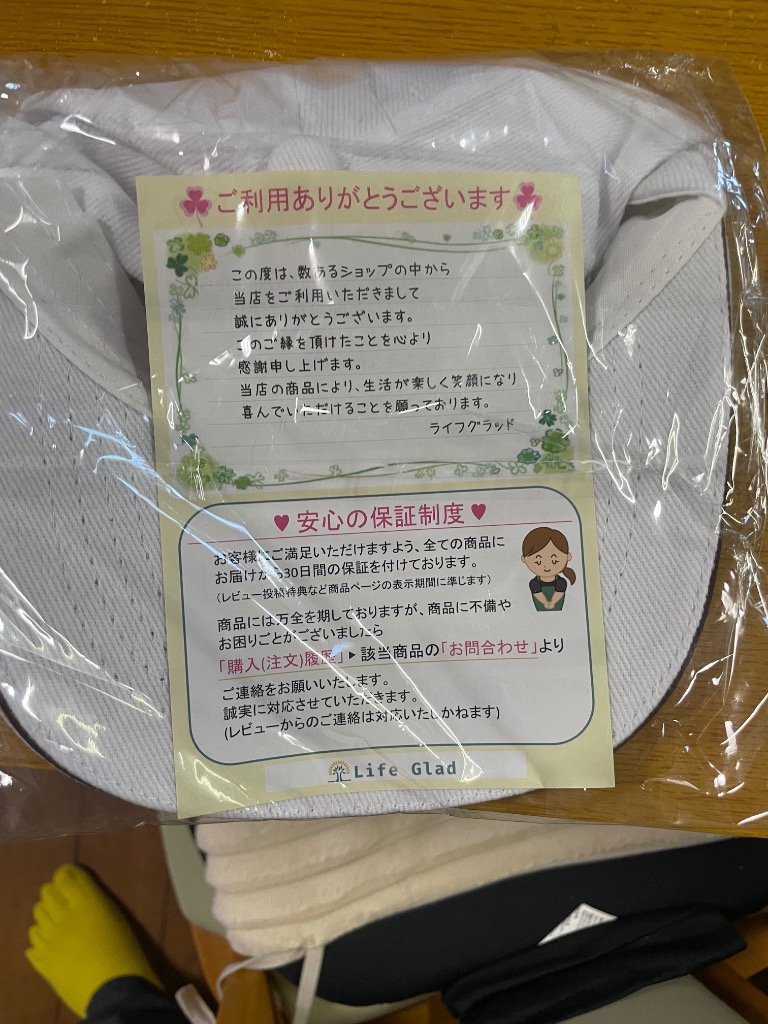 ご利用ありがとうございます
この度は、数あるショップの中から
当店をご利用いただきまして
誠にありがとうございます。
このご縁を頂けたことを心より
感謝申し上げます。
当店の商品により、生活が楽しく笑顔になり
喜んでいただけることを願っております。
ライフグラッド
♥ 安心の保証制度 ♥
お客様にご満足いただけますよう、全ての商品に
お届けから30日間の保証を付けております。
(レビュー投稿特典など商品ページの表示期間に準じます)
商品には万全を期しておりますが、商品に不備や
お困りごとがございましたら
「購入(注文)履歴」▶該当商品の「お問合わせ」より
ご連絡をお願いいたします。
誠実に対応させていただきます。
(レビューからのご連絡は対応いたしかねます)
Life Glad